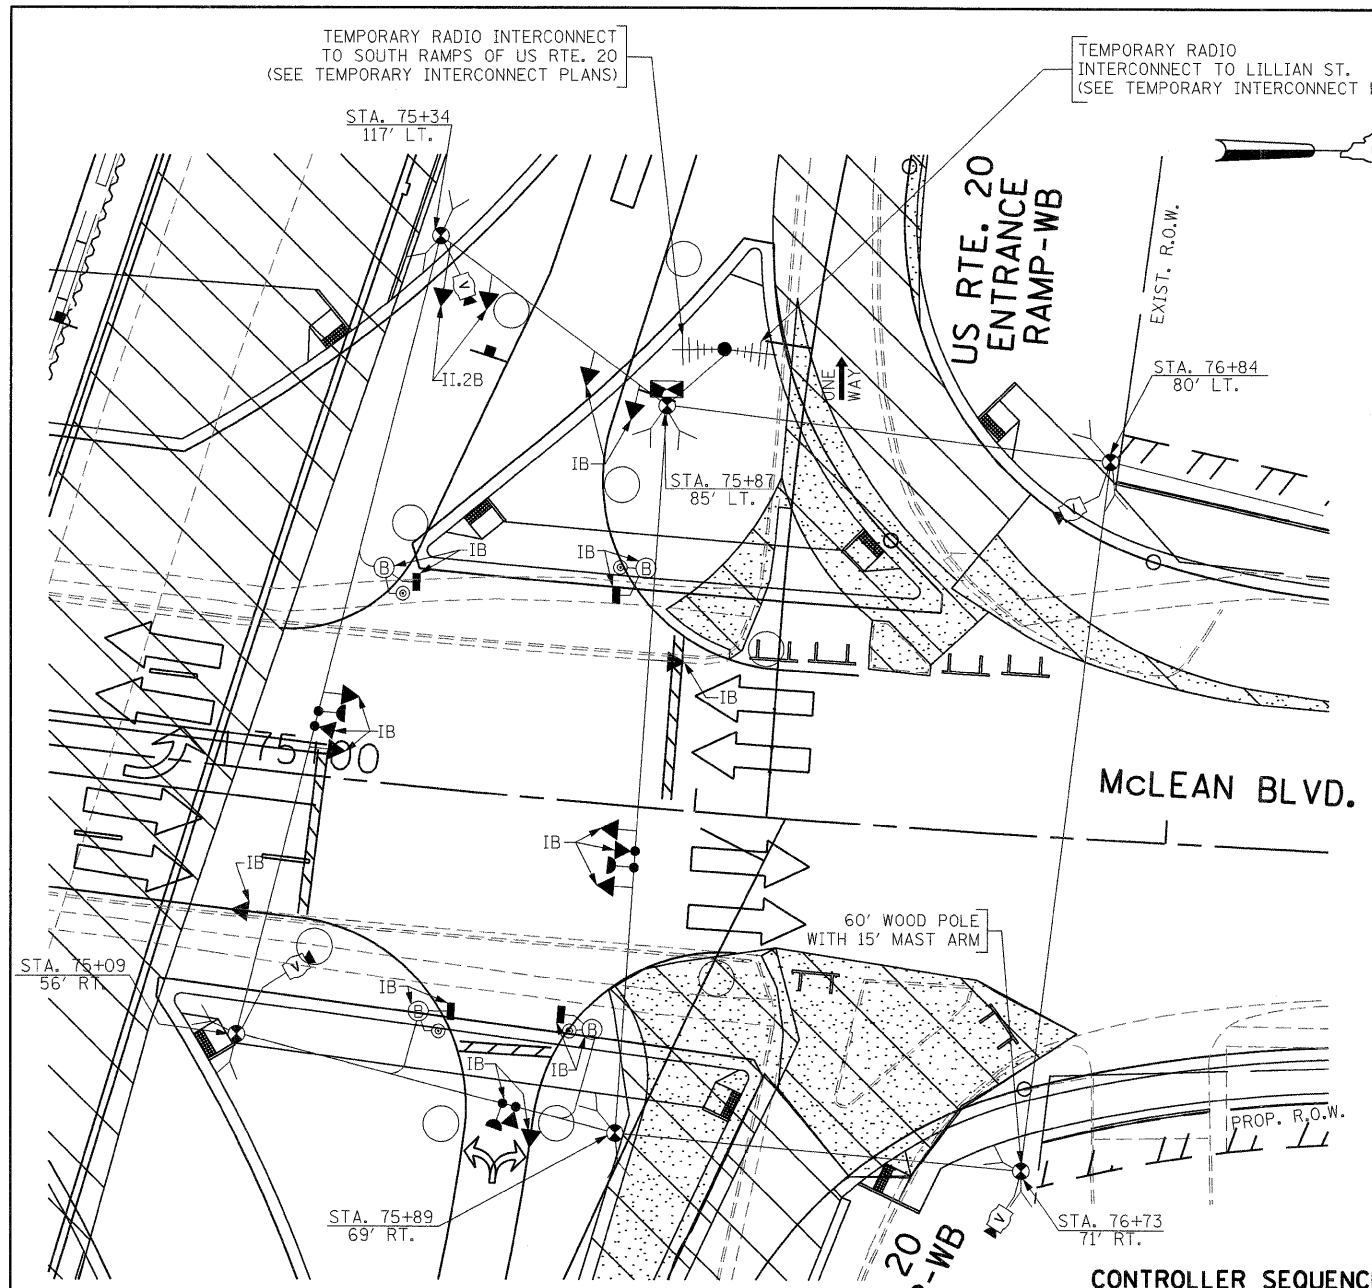 TEMPORARY RADIO INTERCONNECT
TO SOUTH RAMPS OF US RTE. 20
(SEE TEMPORARY INTERCONNECT PLANS)
TEMPORARY RADIO
INTERCONNECT TO LILLIAN ST.
(SEE TEMPORARY INTERCONNECT
STA. 75+34
117' LT.
US RTE. 20
ENTRANCE
RAMP-WB
EXIST. R.O.W.
V
II.2B
ONE
WAY
STA. 76+84
80' LT.
IB
STA. 75+87
85' LT.
V
IB
IB
B
B
IB
IB
75+00
McLEAN BLVD.
IB
IB
60' WOOD POLE
WITH 15' MAST ARM
STA. 75+09
56' RT.
V
IB
B
B
IB
IB
PROP. R.O.W.
STA. 75+89
69' RT.
V
STA. 76+73
71' RT.
20
P-WB
CONTROLLER SEQUENC